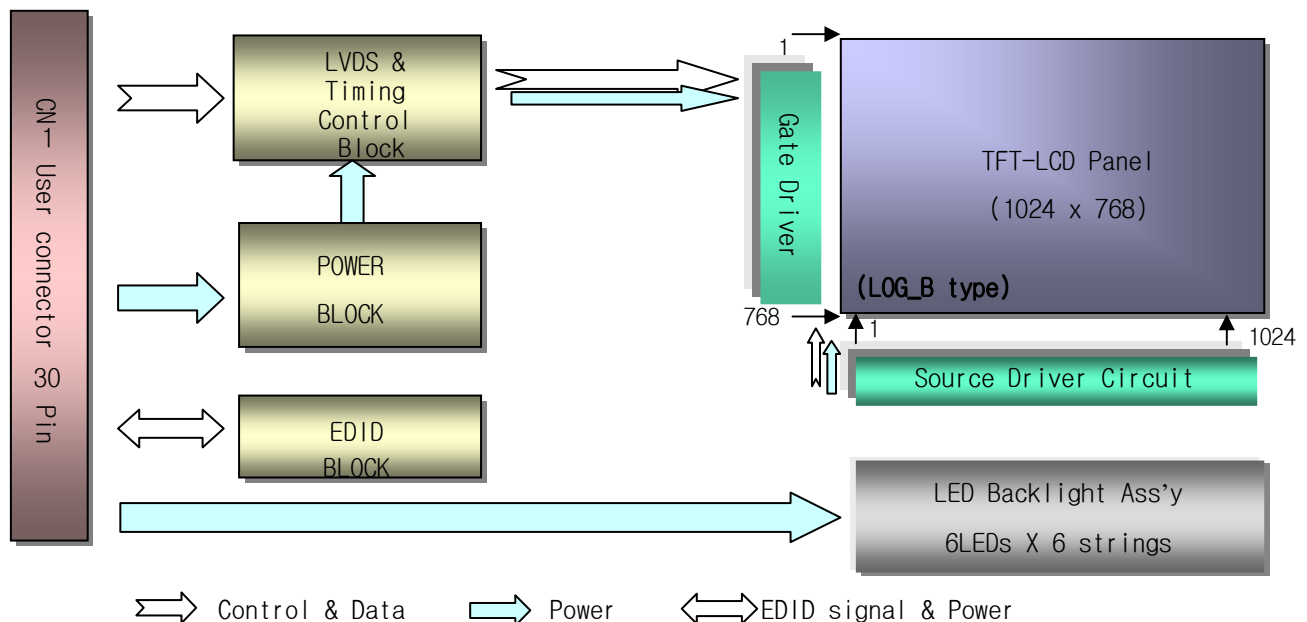 CN1 User connector 30 Pin
LVDS &
Timing
Control
Block
POWER
BLOCK
EDID
BLOCK
1
Gate Driver
768
TFT-LCD Panel
(1024 x 768)
(LOG_B type)
1
1024
Source Driver Circuit
LED Backlight Ass'y
6LEDs X 6 strings
Control & Data
Power
EDID signal & Power